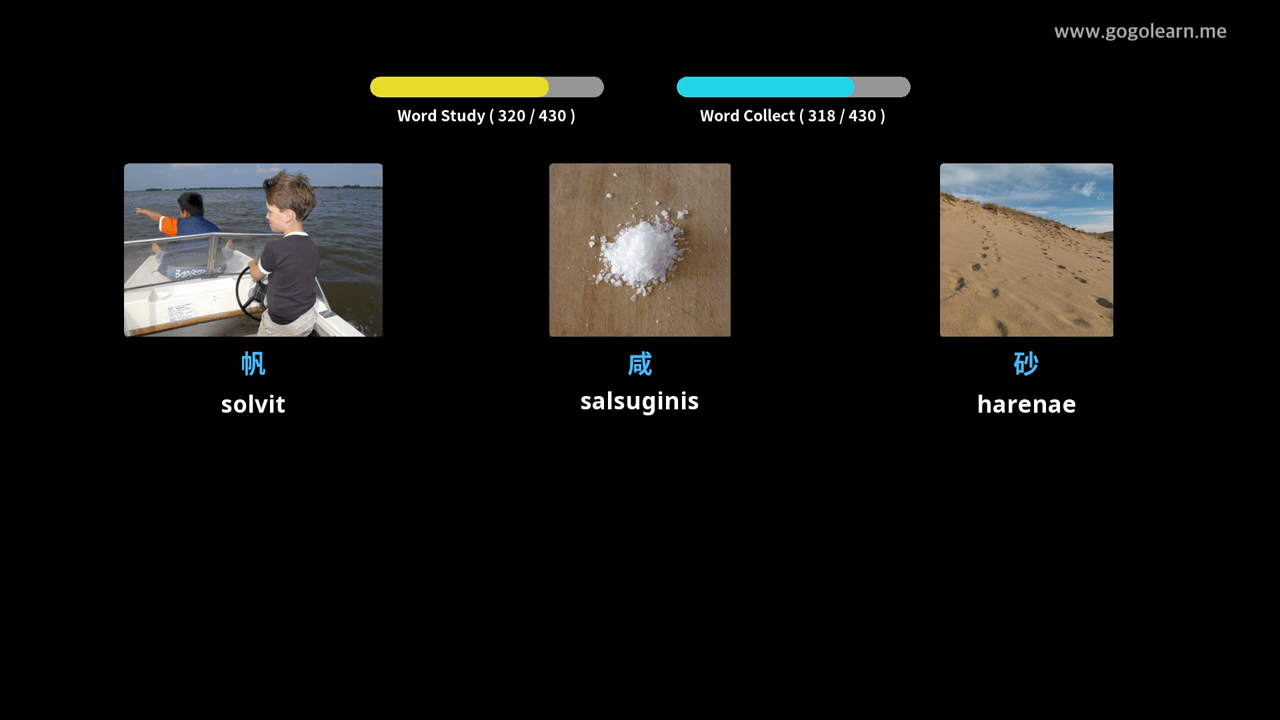 www.gogolearn.me
Word Study ( 320 / 430 )
Word Collect ( 318 / 430 )
帆
solvit
咸
salsuginis
砂
harenae